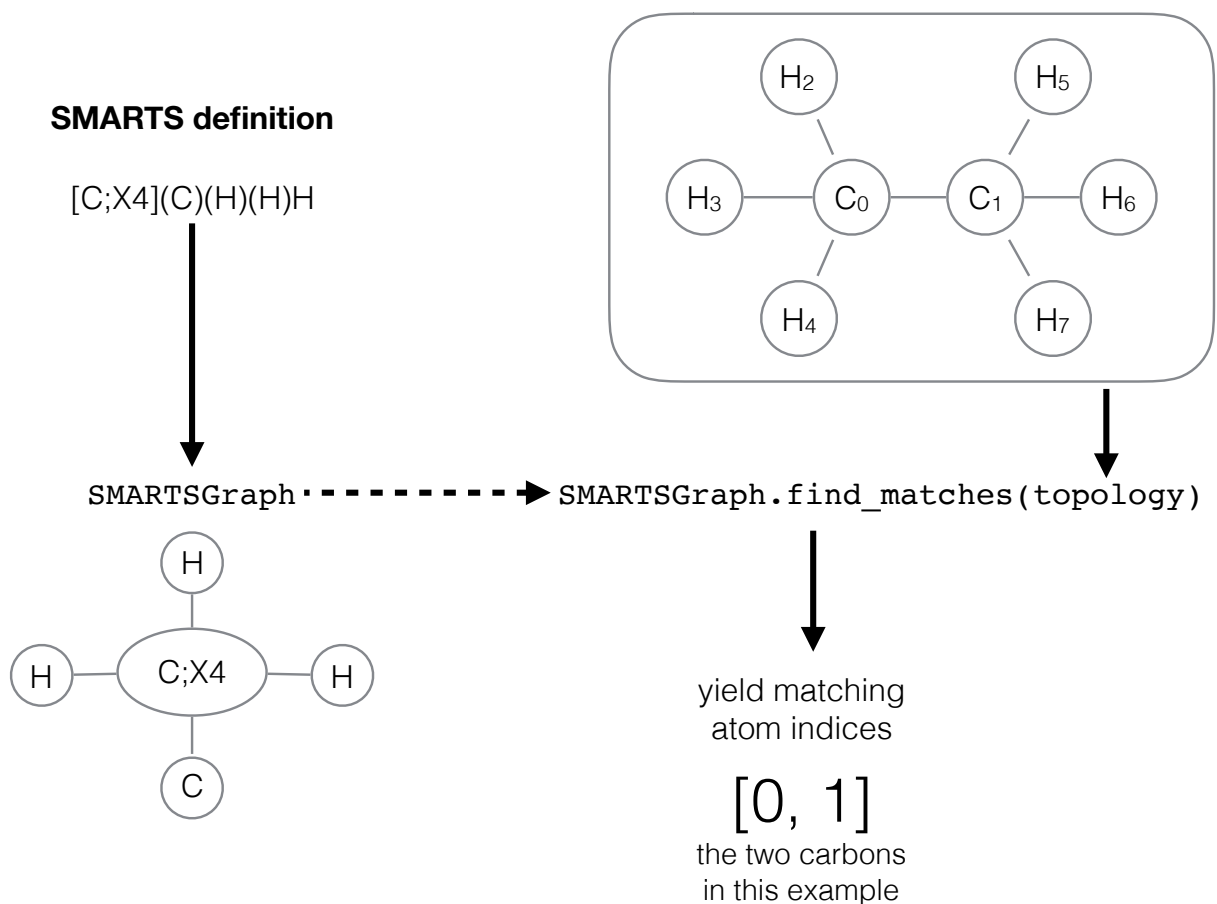 SMARTS definition
[C;X4](C)(H)(H)H
H2
H5
H3
C0
C1
H6
H4
H7
SMARTSGraph
SMARTSGraph.find_matches(topology)
H
H
C;X4
H
C
yield matching
atom indices
[0, 1]
the two carbons
in this example